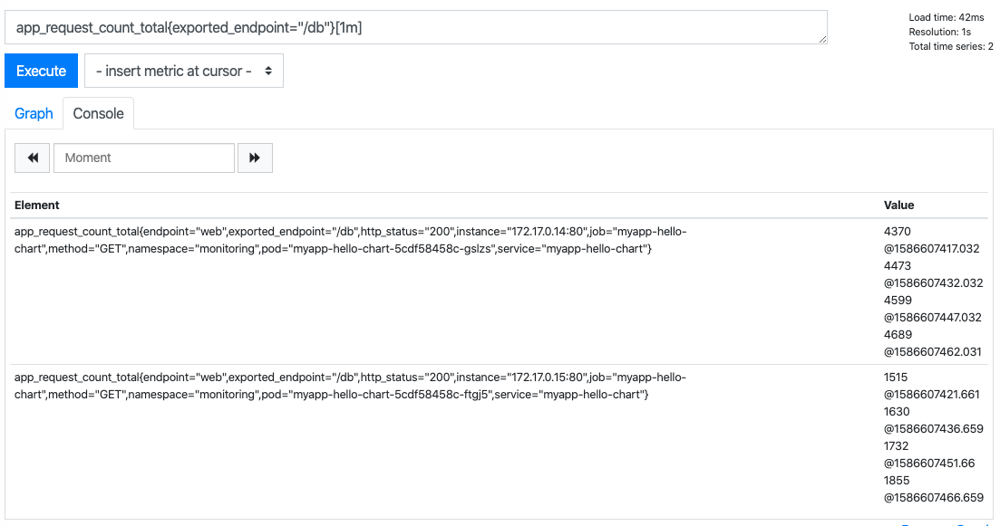 app_request_count_total{exported_endpoint="/db"}[1m]
Load time: 42ms
Resolution: 1s
Total time series: 2
Execute
- insert metric at cursor -
Graph
Console
Moment
Element
Value
app_request_count_total{endpoint="web",exported_endpoint="/db",http_status="200",instance="172.17.0.14:80",job="myapp-hello-
chart",method="GET",namespace="monitoring",pod="myapp-hello-chart-5cdf58458c-gslzs",service="myapp-hello-chart"}
4370
@1586607417.032
4473
@1586607432.032
4599
@1586607447.032
4689
@1586607462.031
app_request_count_total{endpoint="web",exported_endpoint="/db",http_status="200",instance="172.17.0.15:80",job="myapp-hello-
chart",method="GET",namespace="monitoring",pod="myapp-hello-chart-5cdf58458c-ftgj5",service="myapp-hello-chart"}
1515
@1586607421.661
1630
@1586607436.659
1732
@1586607451.66
1855
@1586607466.659